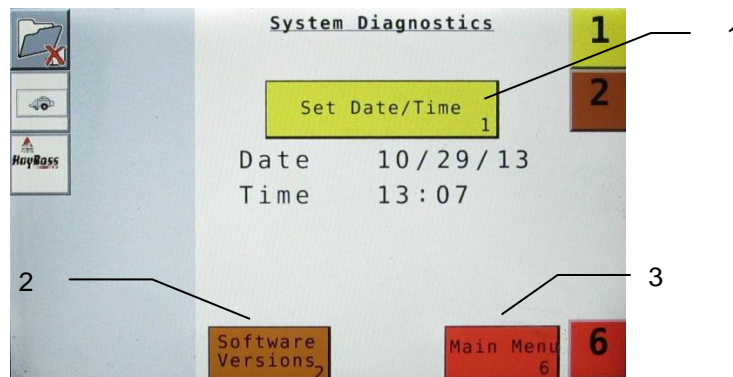 System Diagnostics
1
Set Date/Time
1
2
Date 10/29/13
Time 13:07
HayBoss
2
3
Software
Versions 2
Main Menu
6
6